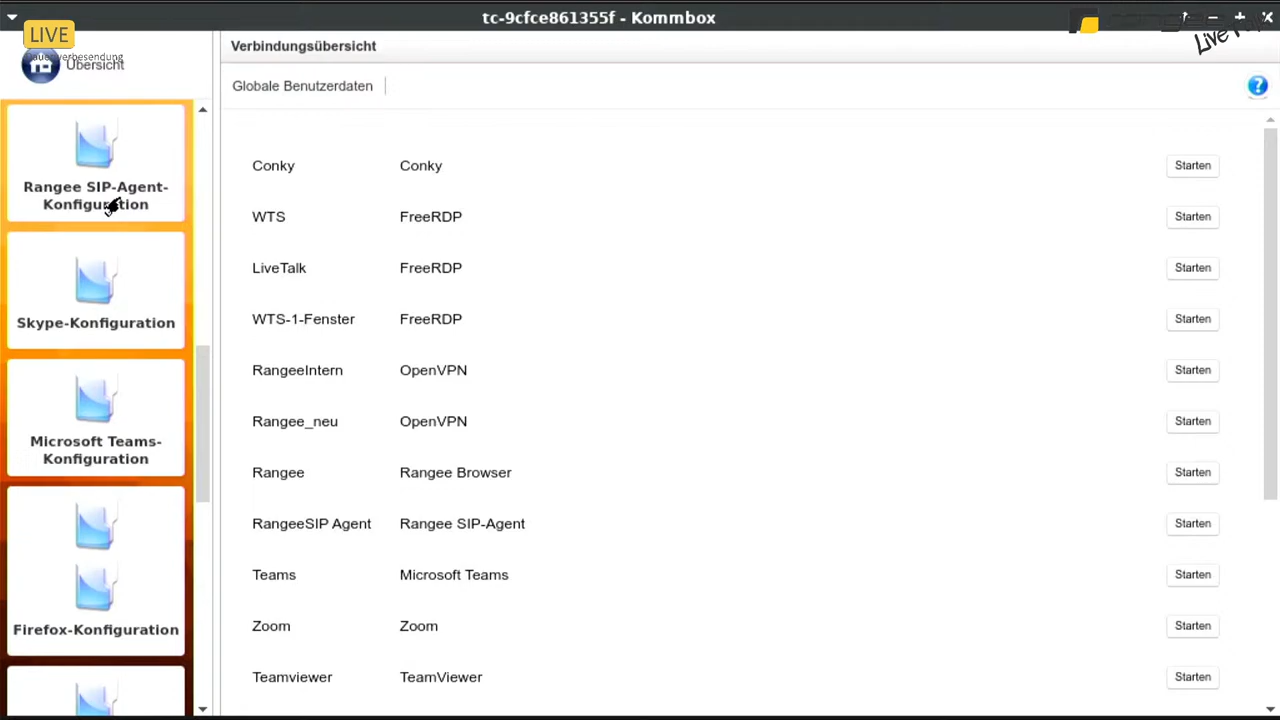 tc-9cfce861355f - Kommbox
LIVE
Dauerverbesendung
Übersicht
Live
Verbindungsübersicht
Globale Benutzerdaten
Rangee SIP-Agent-
Konfiguration
Skype-Konfiguration
Microsoft Teams-
Konfiguration
Firefox-Konfiguration
Conky Conky Starten
WTS FreeRDP Starten
LiveTalk FreeRDP Starten
WTS-1-Fenster FreeRDP Starten
RangeeIntern OpenVPN Starten
Rangee_neu OpenVPN Starten
Rangee Rangee Browser Starten
RangeeSIP Agent Rangee SIP-Agent Starten
Teams Microsoft Teams Starten
Zoom Zoom Starten
Teamviewer TeamViewer Starten